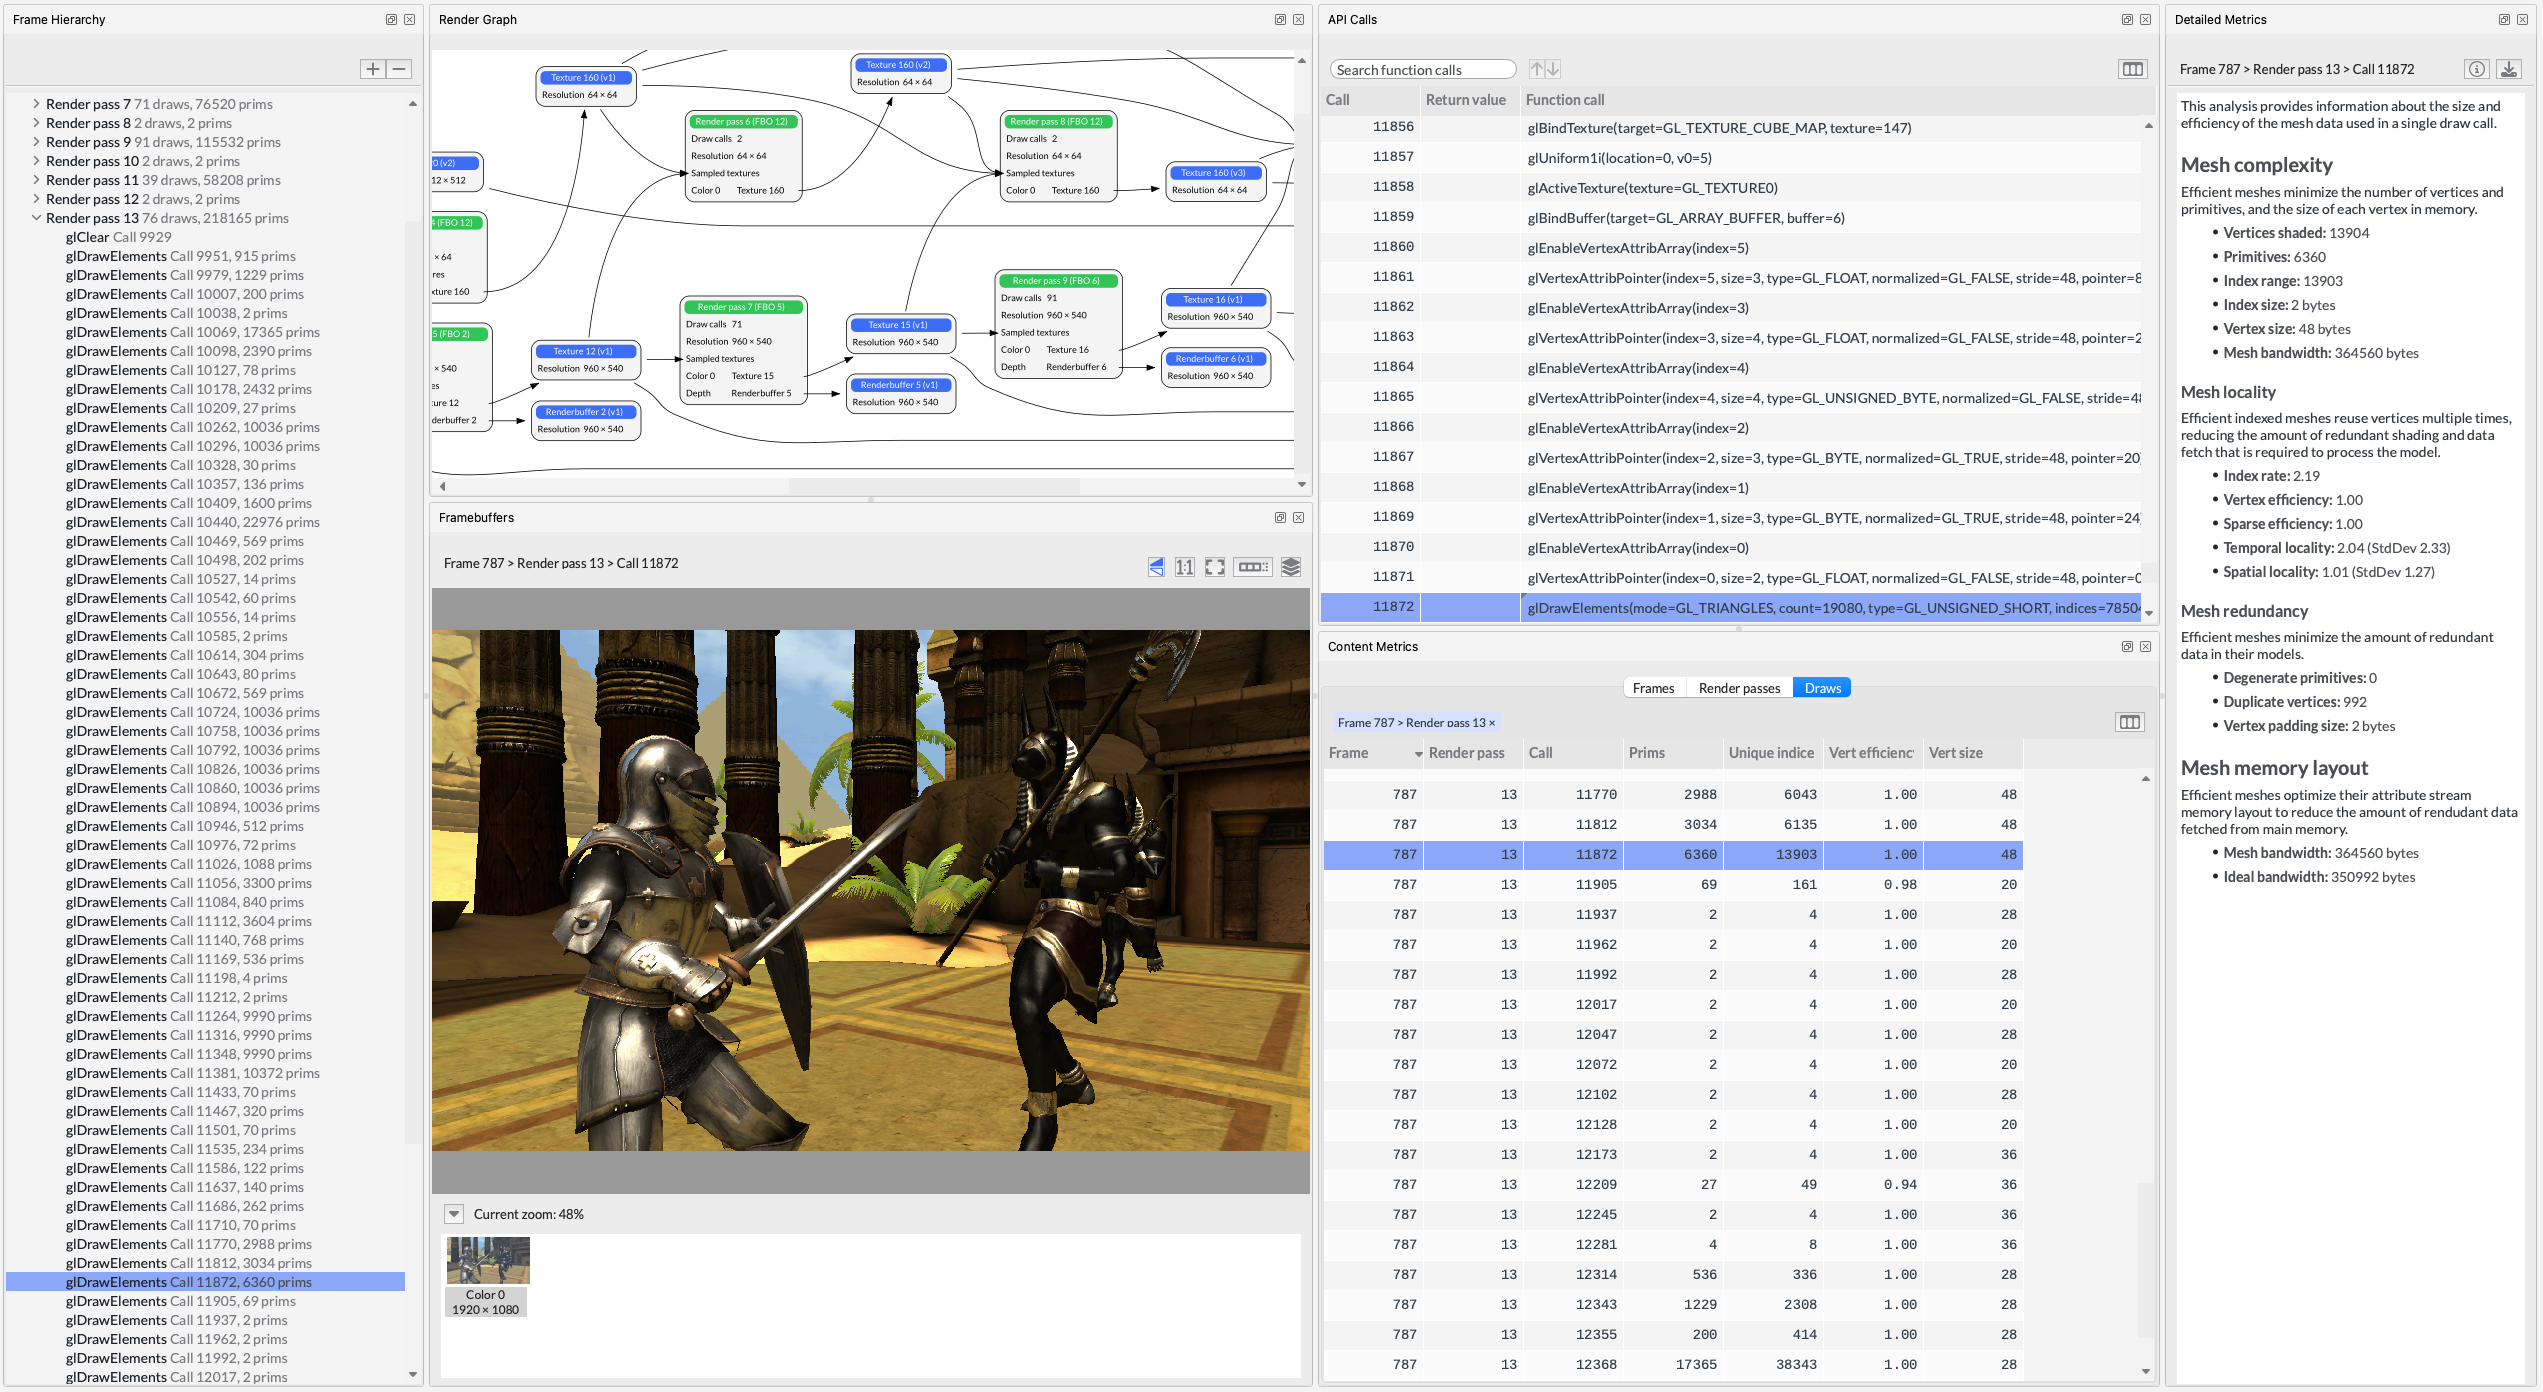 Frame Hierarchy
Render pass 7 71 draws, 76520 prims
Render pass 8 2 draws, 2 prims
Render pass 9 91 draws, 115532 prims
Render pass 10 2 draws, 2 prims
Render pass 11 39 draws, 58208 prims
Render pass 12 2 draws, 2 prims
Render pass 13 76 draws, 218165 prims
glClear Call 9929
glDrawElements Call 9951, 915 prims
glDrawElements Call 9979, 1229 prims
glDrawElements Call 10007, 200 prims
glDrawElements Call 10038, 2 prims
glDrawElements Call 10069, 17365 prims
glDrawElements Call 10098, 2390 prims
glDrawElements Call 10127, 78 prims
glDrawElements Call 10178, 2432 prims
glDrawElements Call 10209, 27 prims
glDrawElements Call 10262, 10036 prims
glDrawElements Call 10296, 10036 prims
glDrawElements Call 10328, 30 prims
glDrawElements Call 10357, 136 prims
glDrawElements Call 10409, 1600 prims
glDrawElements Call 10440, 22976 prims
glDrawElements Call 10469, 569 prims
glDrawElements Call 10498, 202 prims
glDrawElements Call 10527, 14 prims
glDrawElements Call 10542, 60 prims
glDrawElements Call 10556, 14 prims
glDrawElements Call 10585, 2 prims
glDrawElements Call 10614, 304 prims
glDrawElements Call 10643, 80 prims
glDrawElements Call 10672, 569 prims
glDrawElements Call 10724, 10036 prims
glDrawElements Call 10758, 10036 prims
glDrawElements Call 10792, 10036 prims
glDrawElements Call 10826, 10036 prims
glDrawElements Call 10860, 10036 prims
glDrawElements Call 10894, 10036 prims
glDrawElements Call 10946, 512 prims
glDrawElements Call 10976, 72 prims
glDrawElements Call 11026, 1088 prims
glDrawElements Call 11056, 3300 prims
glDrawElements Call 11084, 840 prims
glDrawElements Call 11112, 3604 prims
glDrawElements Call 11140, 768 prims
glDrawElements Call 11169, 536 prims
glDrawElements Call 11198, 4 prims
glDrawElements Call 11212, 2 prims
glDrawElements Call 11264, 9990 prims
glDrawElements Call 11316, 9990 prims
glDrawElements Call 11348, 9990 prims
glDrawElements Call 11381, 10372 prims
glDrawElements Call 11433, 70 prims
glDrawElements Call 11467, 320 prims
glDrawElements Call 11501, 70 prims
glDrawElements Call 11535, 234 prims
glDrawElements Call 11586, 122 prims
glDrawElements Call 11637, 140 prims
glDrawElements Call 11686, 262 prims
glDrawElements Call 11710, 70 prims
glDrawElements Call 11770, 2988 prims
glDrawElements Call 11812, 3034 prims
glDrawElements Call 11872, 6360 prims
glDrawElements Call 11905, 69 prims
glDrawElements Call 11937, 2 prims
glDrawElements Call 11962, 2 prims
glDrawElements Call 11992, 2 prims
glDrawElements Call 12017, 2 prims
Render Graph
Texture 160 (v1)
Resolution 64 × 64
Texture 160 (v2)
Resolution 64 × 64
Render pass 6 (FBO 12)
Draw calls 2
Resolution 64 × 64
Sampled textures
Color 0 Texture 160
Render pass 8 (FBO 12)
Draw calls 2
Resolution 64 × 64
Sampled textures
Color 0 Texture 160
0 (v2)
12 × 512
Texture 160 (v3)
Resolution 64 × 64
4 (FBO 12)
× 64
res
xture 160
Render pass 7 (FBO 5)
Draw calls 71
Resolution 960 × 540
Sampled textures
Color 0 Texture 15
Depth Renderbuffer 5
Render pass 9 (FBO 6)
Draw calls 91
Resolution 960 × 540
Sampled textures
Color 0 Texture 16
Depth Renderbuffer 6
Texture 16 (v1)
Resolution 960 × 540
Texture 15 (v1)
Resolution 960 × 540
5 (FBO 2)
× 540
es
ure 12
derbuffer 2
Texture 12 (v1)
Resolution 960 × 540
Renderbuffer 6 (v1)
Resolution 960 × 540
Renderbuffer 5 (v1)
Resolution 960 × 540
Renderbuffer 2 (v1)
Resolution 960 × 540
Framebuffers
Frame 787 > Render pass 13 > Call 11872
1:1
Current zoom: 48%
Color 0
1920 × 1080
API Calls
Search function calls
Call Return value Function call
11856 glBindTexture(target=GL_TEXTURE_CUBE_MAP, texture=147)
11857 glUniform1i(location=0, v0=5)
11858 glActiveTexture(texture=GL_TEXTURE0)
11859 glBindBuffer(target=GL_ARRAY_BUFFER, buffer=6)
11860 glEnableVertexAttribArray(index=5)
11861 glVertexAttribPointer(index=5, size=3, type=GL_FLOAT, normalized=GL_FALSE, stride=48, pointer=8
11862 glEnableVertexAttribArray(index=3)
11863 glVertexAttribPointer(index=3, size=4, type=GL_FLOAT, normalized=GL_FALSE, stride=48, pointer=2
11864 glEnableVertexAttribArray(index=4)
11865 glVertexAttribPointer(index=4, size=4, type=GL_UNSIGNED_BYTE, normalized=GL_FALSE, stride=48
11866 glEnableVertexAttribArray(index=2)
11867 glVertexAttribPointer(index=2, size=3, type=GL_BYTE, normalized=GL_TRUE, stride=48, pointer=20)
11868 glEnableVertexAttribArray(index=1)
11869 glVertexAttribPointer(index=1, size=3, type=GL_BYTE, normalized=GL_TRUE, stride=48, pointer=24)
11870 glEnableVertexAttribArray(index=0)
11871 glVertexAttribPointer(index=0, size=2, type=GL_FLOAT, normalized=GL_FALSE, stride=48, pointer=0
11872 glDrawElements(mode=GL_TRIANGLES, count=19080, type=GL_UNSIGNED_SHORT, indices=78504
Content Metrics
Frames Render passes Draws
Frame 787 > Render pass 13 ×
Frame Render pass Call Prims Unique indice Vert efficienc Vert size
787 13 11770 2988 6043 1.00 48
787 13 11812 3034 6135 1.00 48
787 13 11872 6360 13903 1.00 48
787 13 11905 69 161 0.98 20
787 13 11937 2 4 1.00 28
787 13 11962 2 4 1.00 20
787 13 11992 2 4 1.00 28
787 13 12017 2 4 1.00 20
787 13 12047 2 4 1.00 28
787 13 12072 2 4 1.00 20
787 13 12102 2 4 1.00 28
787 13 12128 2 4 1.00 20
787 13 12173 2 4 1.00 36
787 13 12209 27 49 0.94 36
787 13 12245 2 4 1.00 36
787 13 12281 4 8 1.00 36
787 13 12314 536 336 1.00 28
787 13 12343 1229 2308 1.00 28
787 13 12355 200 414 1.00 28
787 13 12368 17365 38343 1.00 28
Detailed Metrics
Frame 787 > Render pass 13 > Call 11872
This analysis provides information about the size and
efficiency of the mesh data used in a single draw call.
Mesh complexity
Efficient meshes minimize the number of vertices and
primitives, and the size of each vertex in memory.
• Vertices shaded: 13904
• Primitives: 6360
• Index range: 13903
• Index size: 2 bytes
• Vertex size: 48 bytes
• Mesh bandwidth: 364560 bytes
Mesh locality
Efficient indexed meshes reuse vertices multiple times,
reducing the amount of redundant shading and data
fetch that is required to process the model.
• Index rate: 2.19
• Vertex efficiency: 1.00
• Sparse efficiency: 1.00
• Temporal locality: 2.04 (StdDev 2.33)
• Spatial locality: 1.01 (StdDev 1.27)
Mesh redundancy
Efficient meshes minimize the amount of redundant
data in their models.
• Degenerate primitives: 0
• Duplicate vertices: 992
• Vertex padding size: 2 bytes
Mesh memory layout
Efficient meshes optimize their attribute stream
memory layout to reduce the amount of rendudant data
fetched from main memory.
• Mesh bandwidth: 364560 bytes
• Ideal bandwidth: 350992 bytes